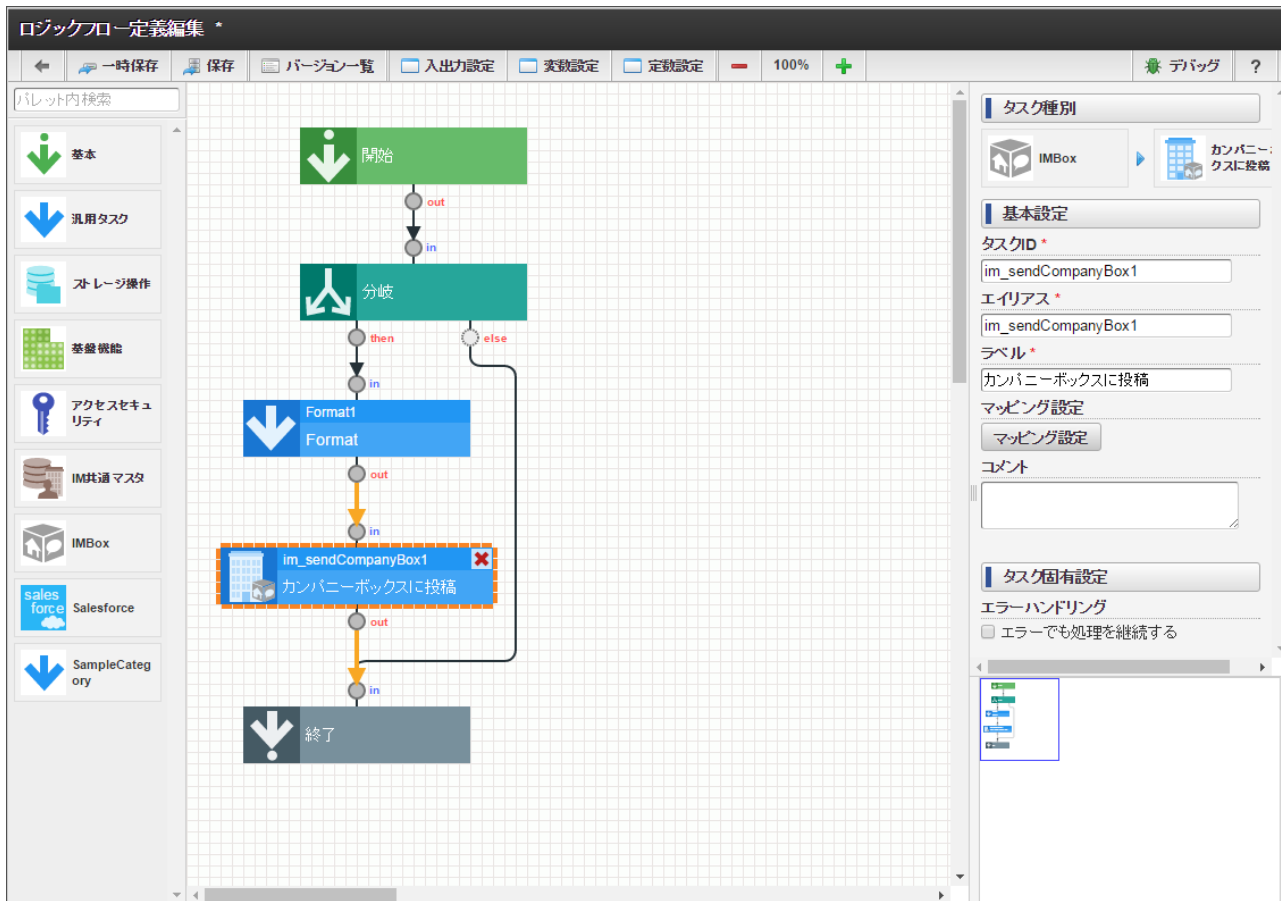 ロジックフロー定義編集 *
一時保存 保存 バージョン一覧 入出力設定 変数設定 定数設定 100% デバッグ ?
パレット内検索
基本
汎用タスク
ストレージ操作
基盤機能
アクセスセキュ
リティ
IM共通マスタ
IMBox
sales
force
Salesforce
SampleCateg
ory
開始
out
in
分岐
then
else
in
Format1
Format
out
in
im_sendCompanyBox1
カンパニーボックスに投稿
out
in
終了
タスク種別
IMBox
カンパニー
クスに投稿
基本設定
タスクID *
im_sendCompanyBox1
エイリアス *
im_sendCompanyBox1
ラベル *
カンパニーボックスに投稿
マッピング設定
マッピング設定
コメント
タスク固有設定
エラーハンドリング
エラーでも処理を継続する